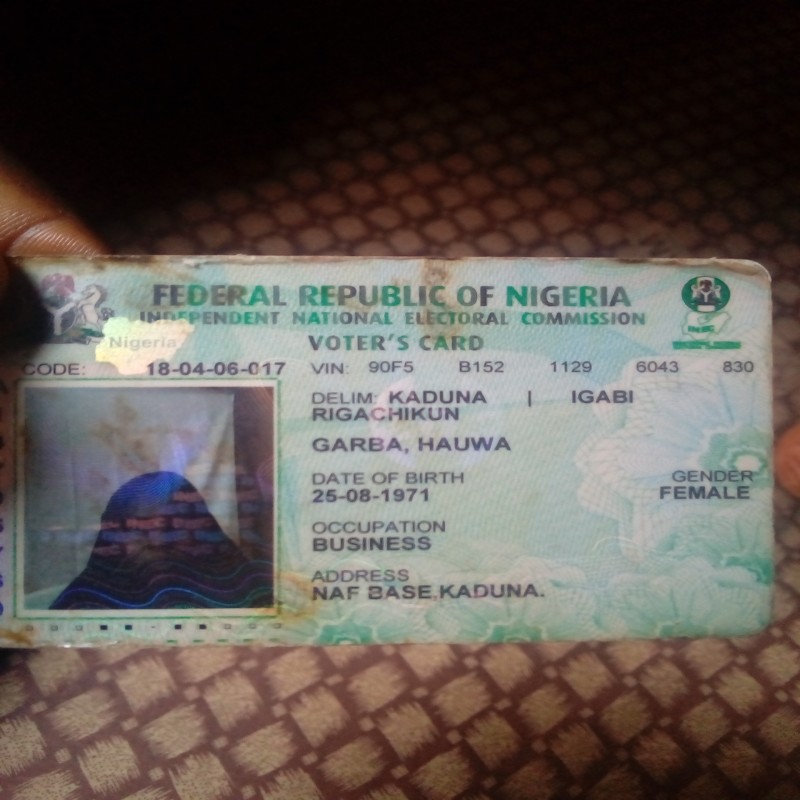 FEDERAL REPUBLIC OF NIGERIA
INDEPENDENT NATIONAL ELECTORAL COMMISSION
Nigeria
VOTER'S CARD
CODE: 18-04-06-017 VIN: 90F5 B152 1129 6043 830
DELIM: KADUNA | IGABI
RIGACHIKUN
GARBA, HAUWA
DATE OF BIRTH
25-08-1971
GENDER
FEMALE
OCCUPATION
BUSINESS
ADDRESS
NAF BASE,KADUNA.